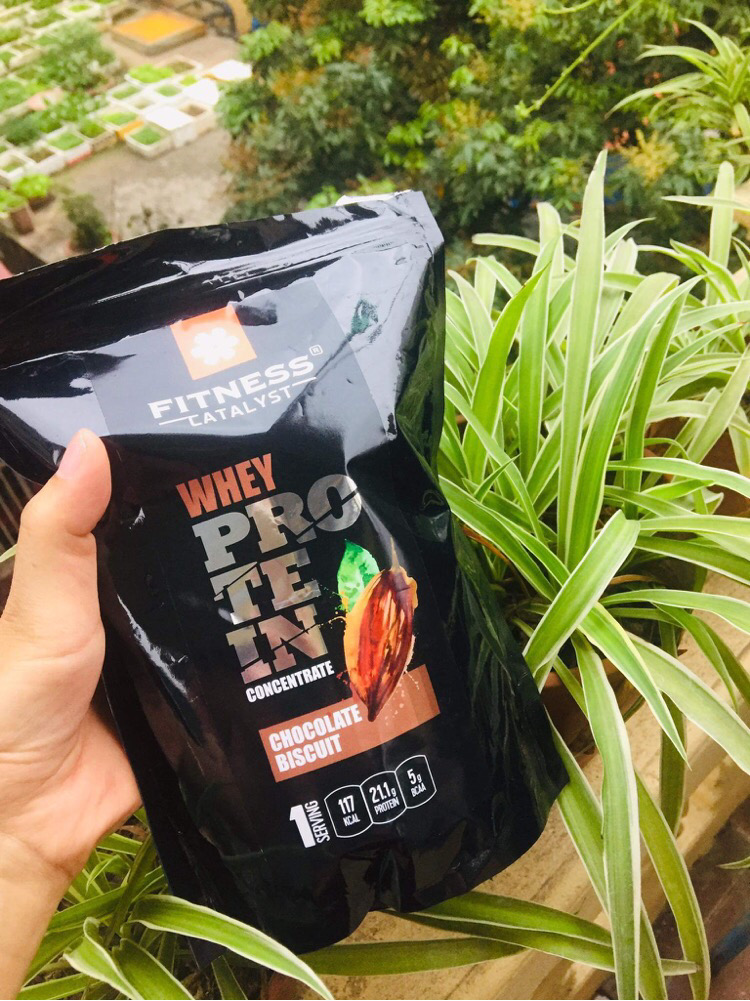 FITNESS®
CATALYST
WHEY
PRO
TE
IN
CONCENTRATE
CHOCOLATE
BISCUIT
1 SERVING
117 KCAL
21.1g PROTEIN
5g BCAA